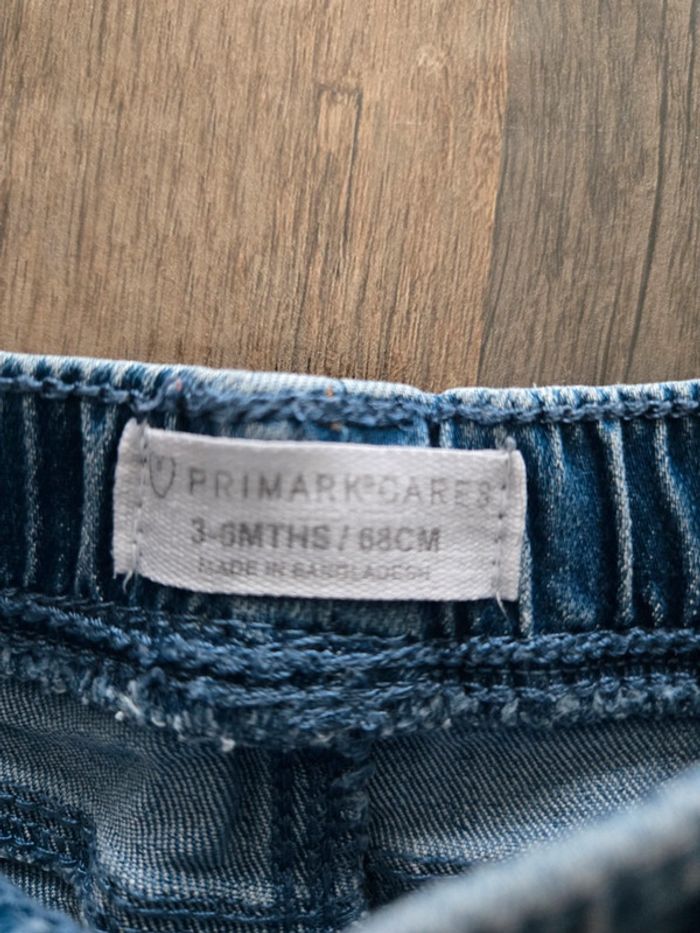 PRIMARK®CARES
3-6MTHS / 68CM
MADE IN BANGLADESH